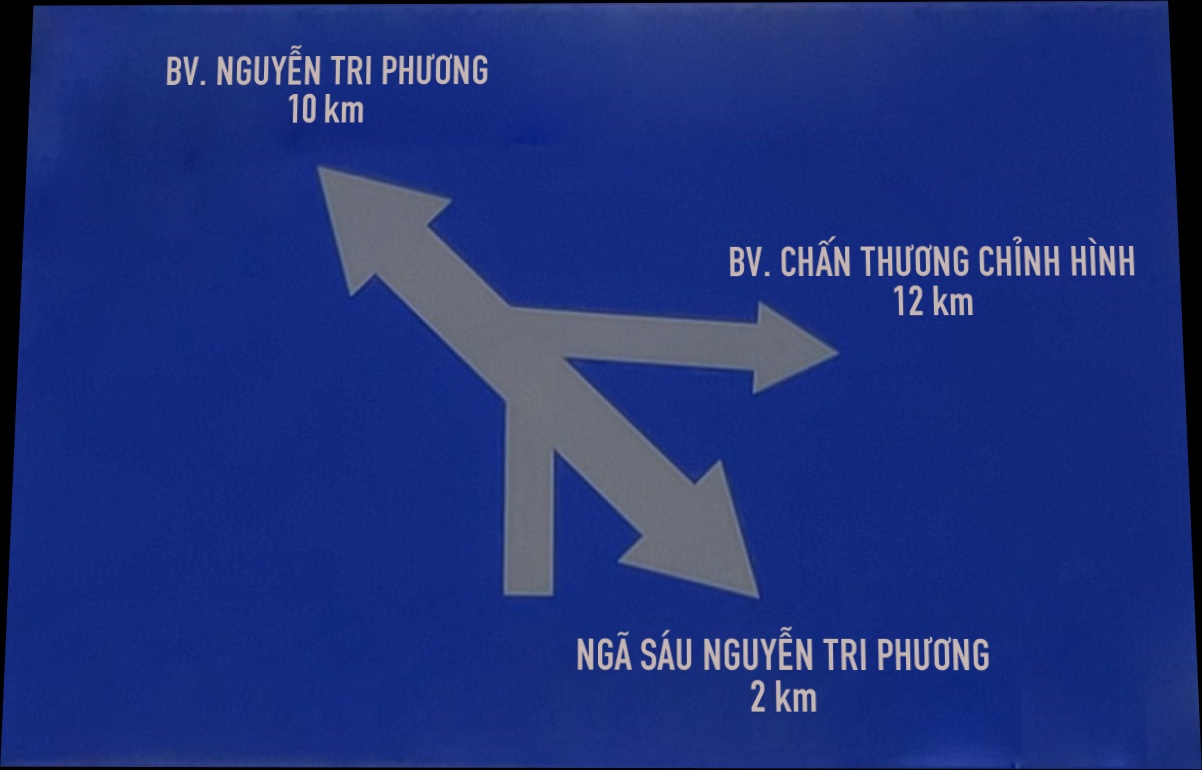 BV. NGUYỄN TRI PHƯƠNG
10 km
BV. CHẤN THƯƠNG CHỈNH HÌNH
12 km
NGÃ SÁU NGUYỄN TRI PHƯƠNG
2 km